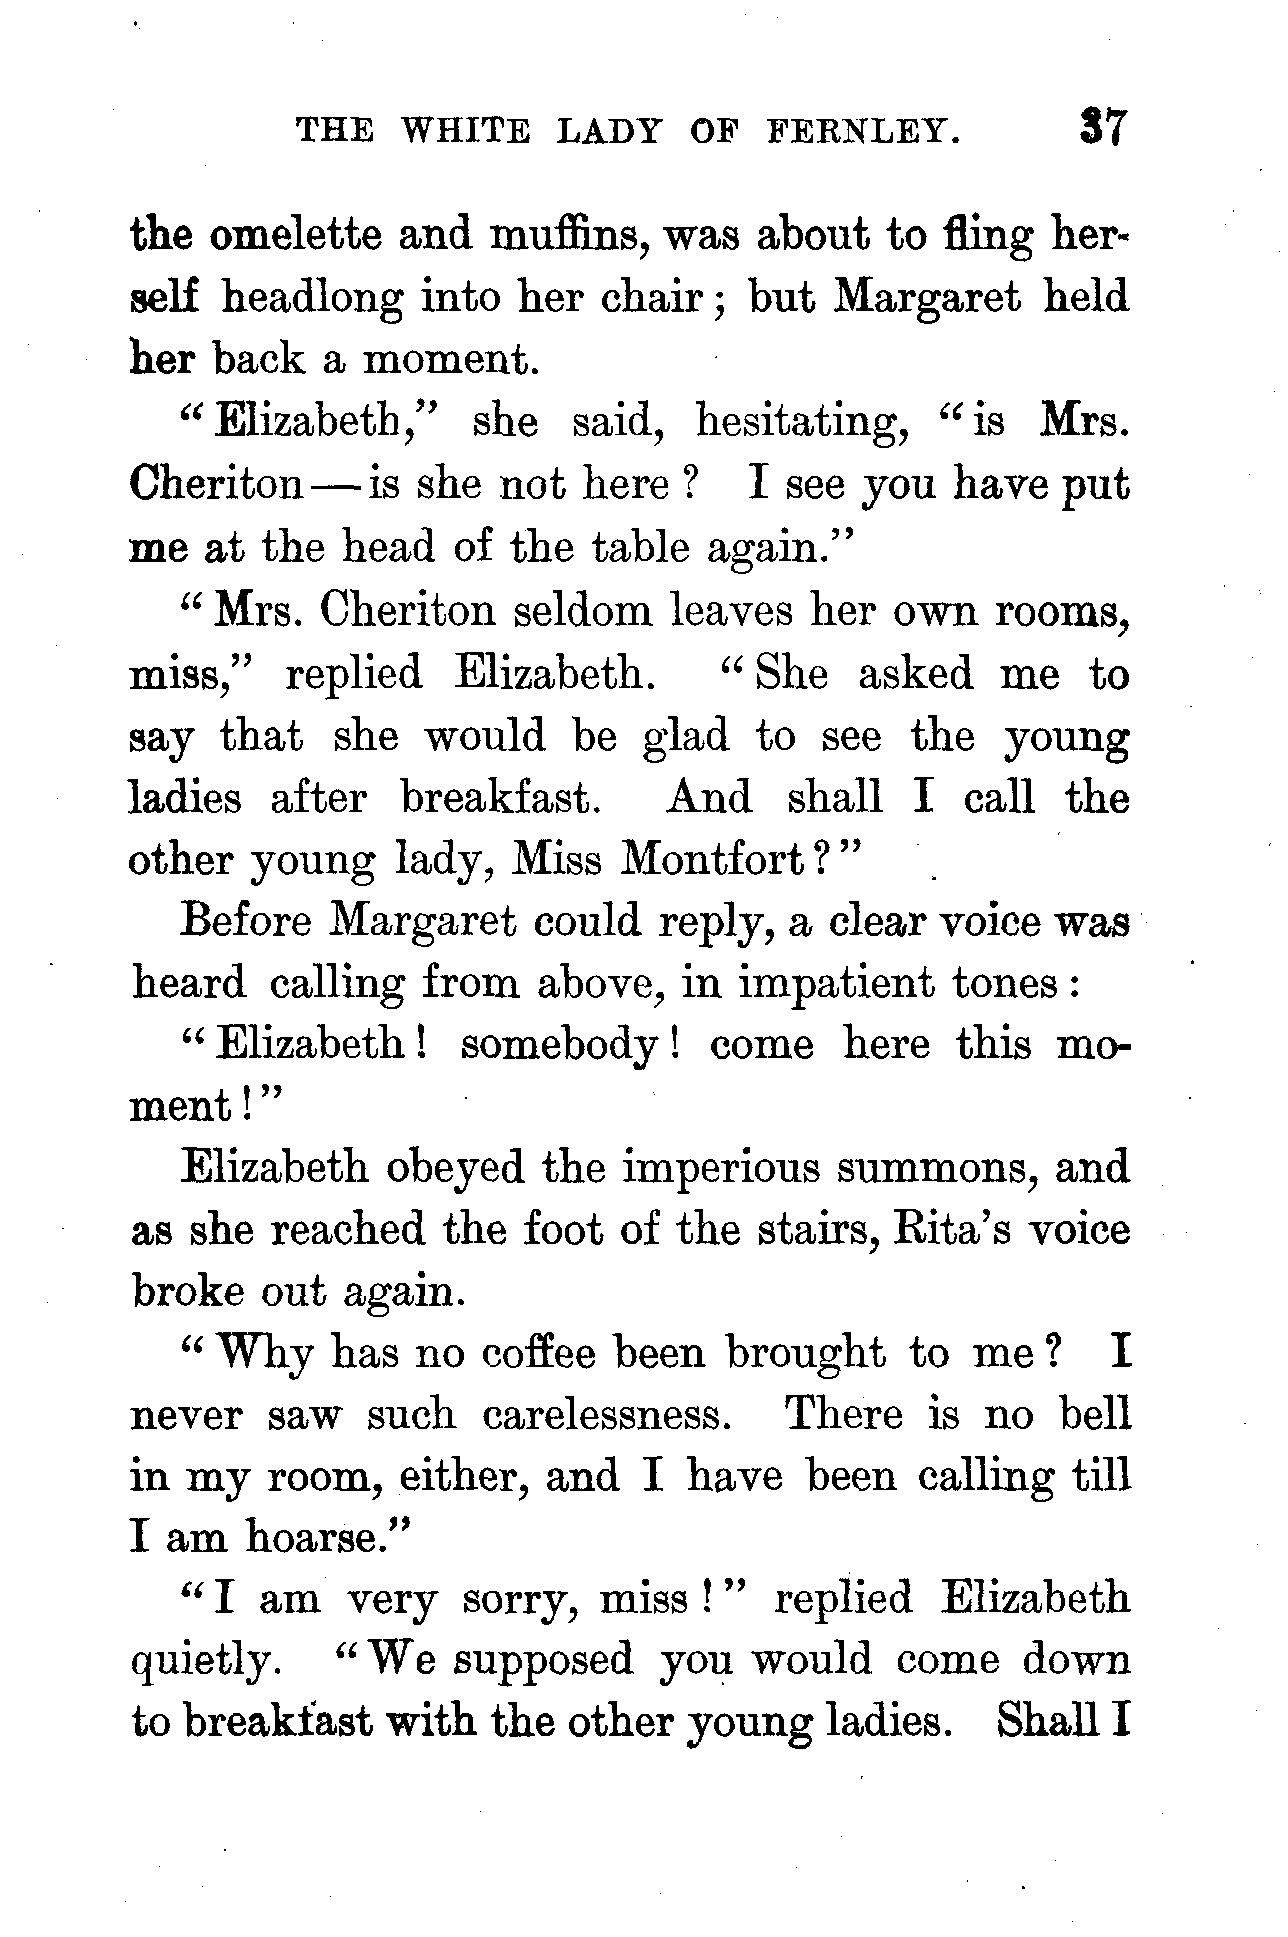 THE WHITE LADY OF FERNLEY. 37
the omelette and muffins, was about to fling her-
self headlong into her chair; but Margaret held
her back a moment.
"Elizabeth," she said, hesitating, "is Mrs.
Cheriton—is she not here? I see you have put
me at the head of the table again."
"Mrs. Cheriton seldom leaves her own rooms,
miss," replied Elizabeth. "She asked me to
say that she would be glad to see the young
ladies after breakfast. And shall I call the
other young lady, Miss Montfort?"
Before Margaret could reply, a clear voice was
heard calling from above, in impatient tones:
"Elizabeth! somebody! come here this mo-
ment!"
Elizabeth obeyed the imperious summons, and
as she reached the foot of the stairs, Rita's voice
broke out again.
"Why has no coffee been brought to me? I
never saw such carelessness. There is no bell
in my room, either, and I have been calling till
I am hoarse."
"I am very sorry, miss!" replied Elizabeth
quietly. "We supposed you would come down
to breakfast with the other young ladies. Shall I